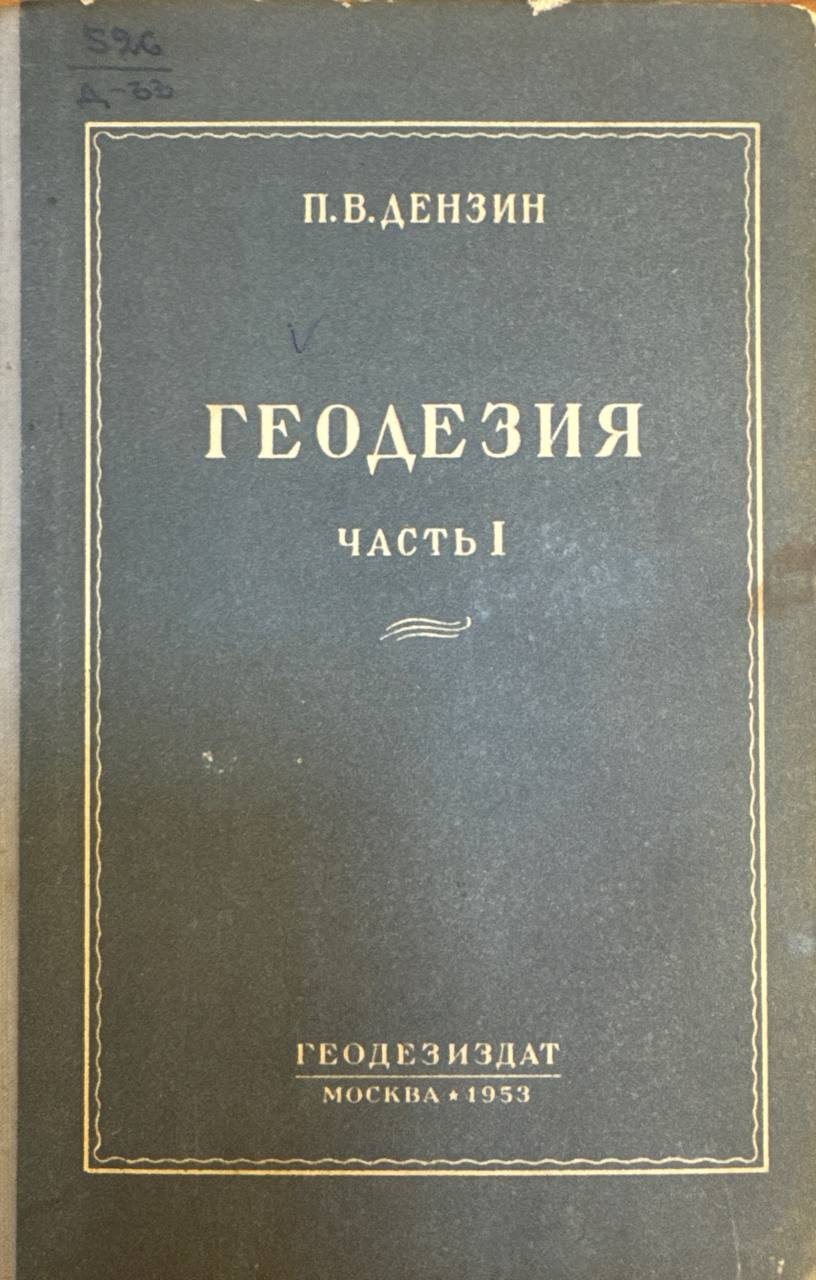 526
Д-33
П.В.ДЕНЗИН
ГЕОДЕЗИЯ
ЧАСТЬ I
ГЕОДЕЗИЗДАТ
МОСКВА ★ 1953